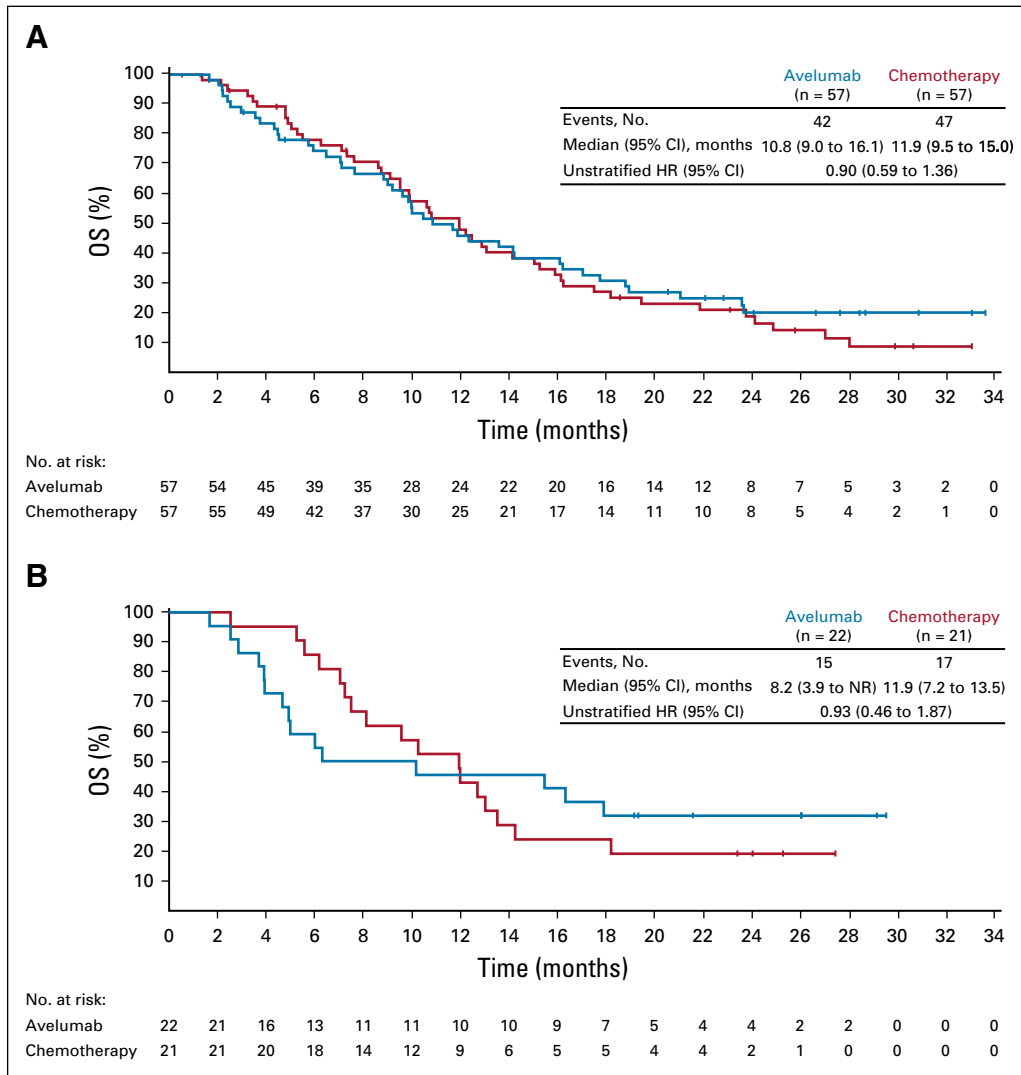 A
Avelumab Chemotherapy
(n = 57) (n = 57)
Events, No. 42 47
Median (95% CI), months 10.8 (9.0 to 16.1) 11.9 (9.5 to 15.0)
Unstratified HR (95% CI) 0.90 (0.59 to 1.36)
OS (%)
100
90
80
70
60
50
40
30
20
10
0 2 4 6 8 10 12 14 16 18 20 22 24 26 28 30 32 34
Time (months)
No. at risk:
Avelumab 57 54 45 39 35 28 24 22 20 16 14 12 8 7 5 3 2 0
Chemotherapy 57 55 49 42 37 30 25 21 17 14 11 10 8 5 4 2 1 0
B
Avelumab Chemotherapy
(n = 22) (n = 21)
Events, No. 15 17
Median (95% CI), months 8.2 (3.9 to NR) 11.9 (7.2 to 13.5)
Unstratified HR (95% CI) 0.93 (0.46 to 1.87)
OS (%)
100
90
80
70
60
50
40
30
20
10
0 2 4 6 8 10 12 14 16 18 20 22 24 26 28 30 32 34
Time (months)
No. at risk:
Avelumab 22 21 16 13 11 11 10 10 9 7 5 4 4 2 2 0 0 0
Chemotherapy 21 21 20 18 14 12 9 6 5 5 4 4 2 1 0 0 0 0